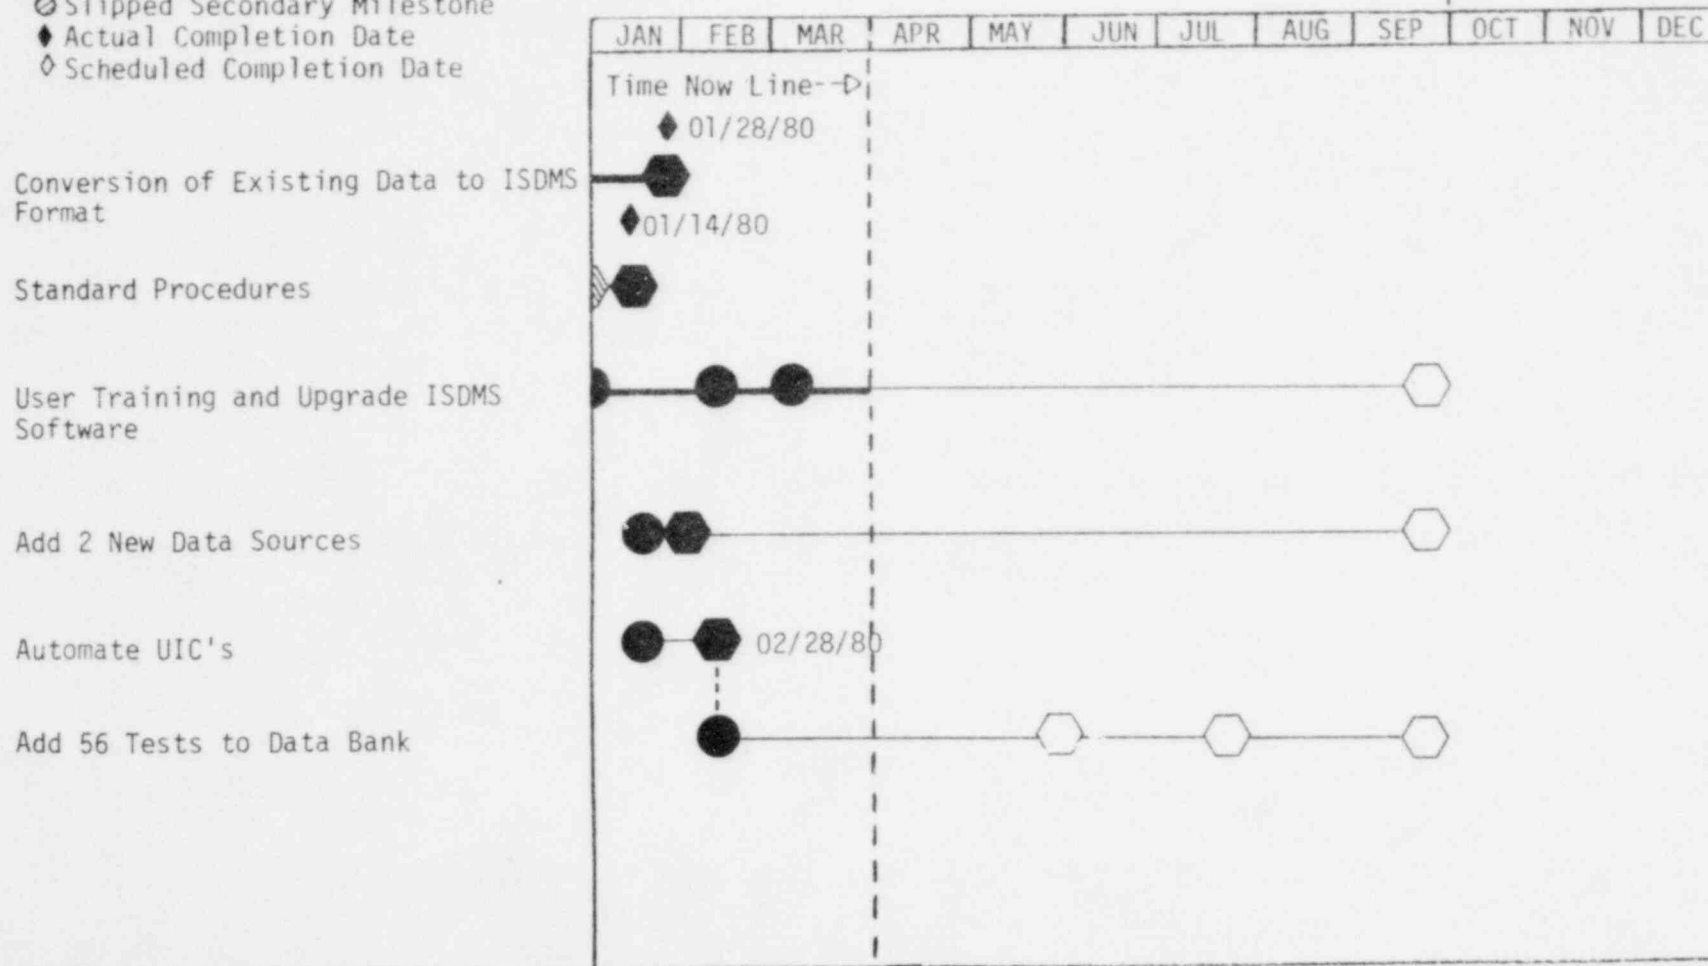 Slipped Secondary Milestone
Actual Completion Date
Scheduled Completion Date
JAN FEB MAR APR MAY JUN JUL AUG SEP OCT NOV DEC
Time Now Line--
01/28/80
Conversion of Existing Data to ISDMS
Format
01/14/80
Standard Procedures
User Training and Upgrade ISDMS
Software
Add 2 New Data Sources
Automate UIC's
02/28/80
Add 56 Tests to Data Bank